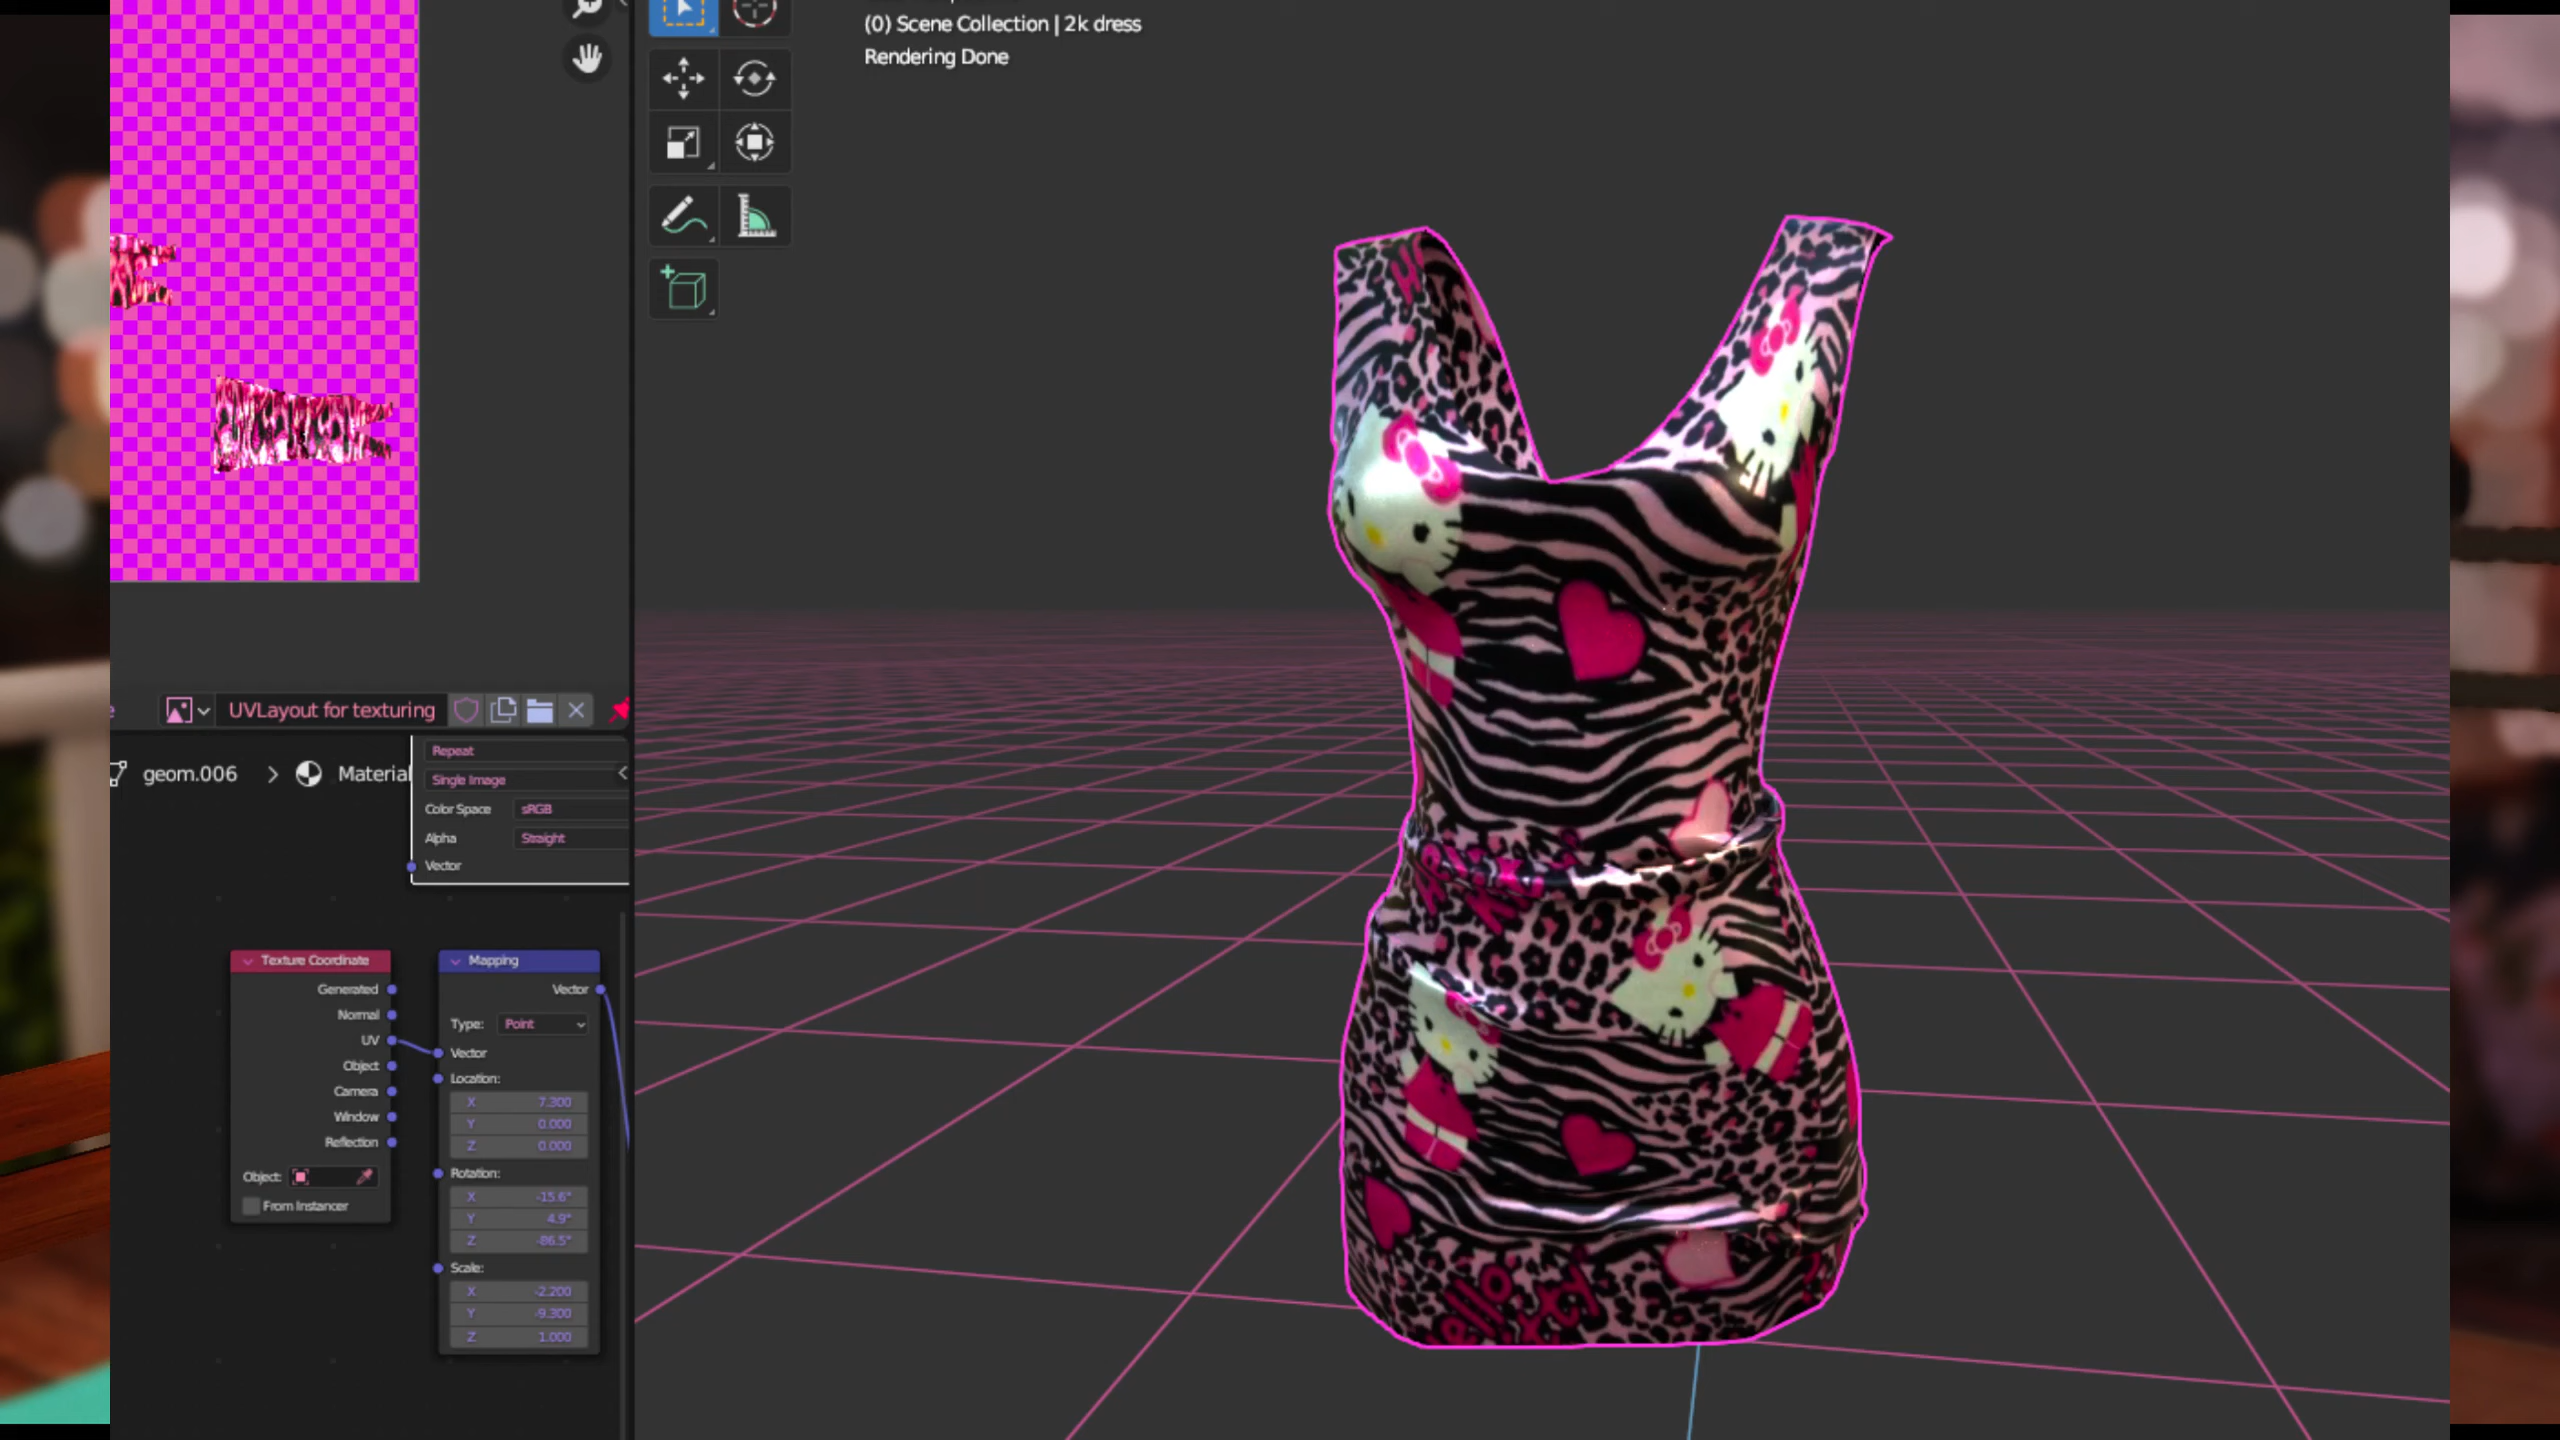 (0) Scene Collection | 2k dress
Rendering Done
UVLayout for texturing
geom.006
Material
Repeat
Single Image
Color Space sRGB
Alpha Straight
Vector
Texture Coordinate
Generated
Normal
UV
Object
Camera
Window
Reflection
Object:
From Instancer
Mapping
Vector
Type: Point
Vector
Location:
X 7.300
Y 0.000
Z 0.000
Rotation:
X -15.6°
Y 4.9°
Z -86.5°
Scale:
X -2.200
Y -9.300
Z 1.000